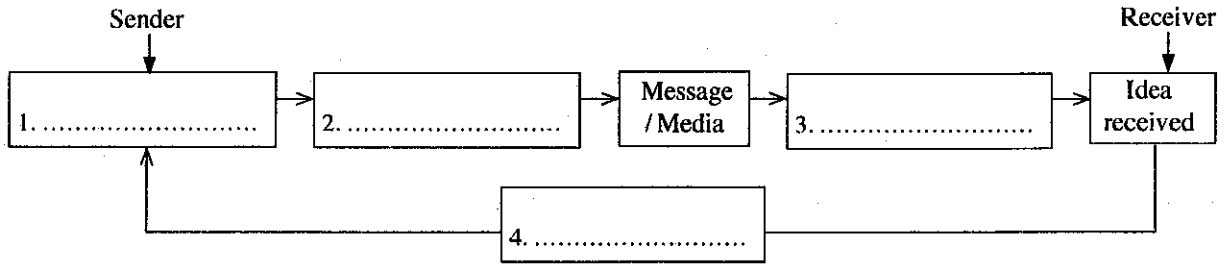 Sender
Receiver
1. ..............................
2. ..............................
Message
/ Media
3. ..............................
Idea
received
4. ..............................